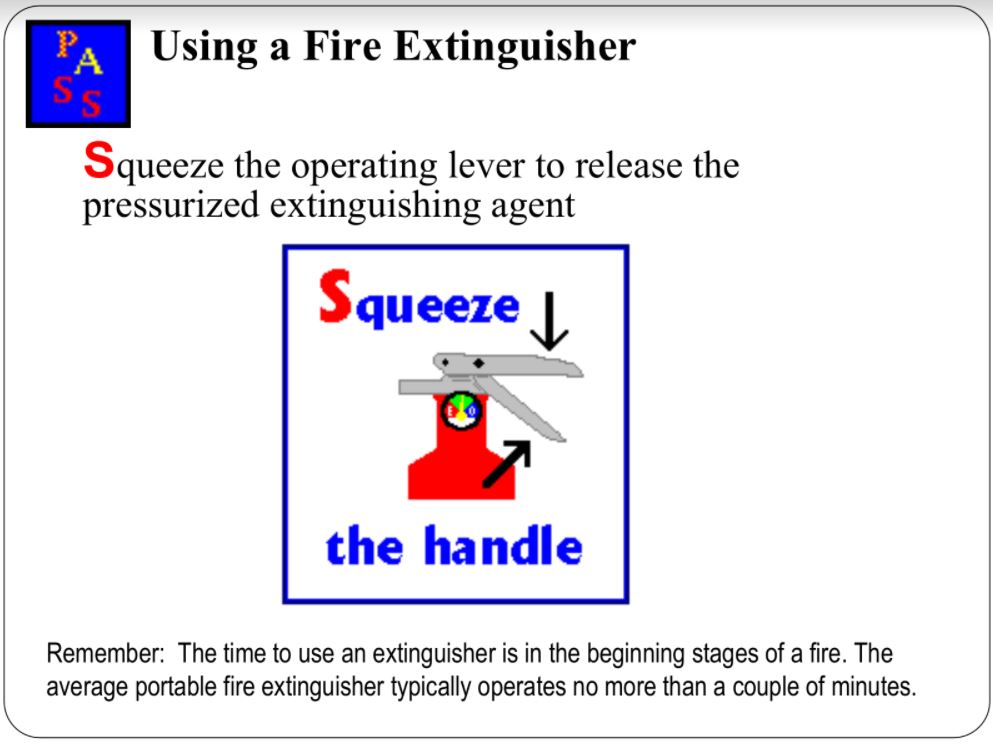 P
A
S
S
Using a Fire Extinguisher
Squeeze the operating lever to release the
pressurized extinguishing agent
Squeeze
E O
the handle
Remember:  The time to use an extinguisher is in the beginning stages of a fire. The
average portable fire extinguisher typically operates no more than a couple of minutes.